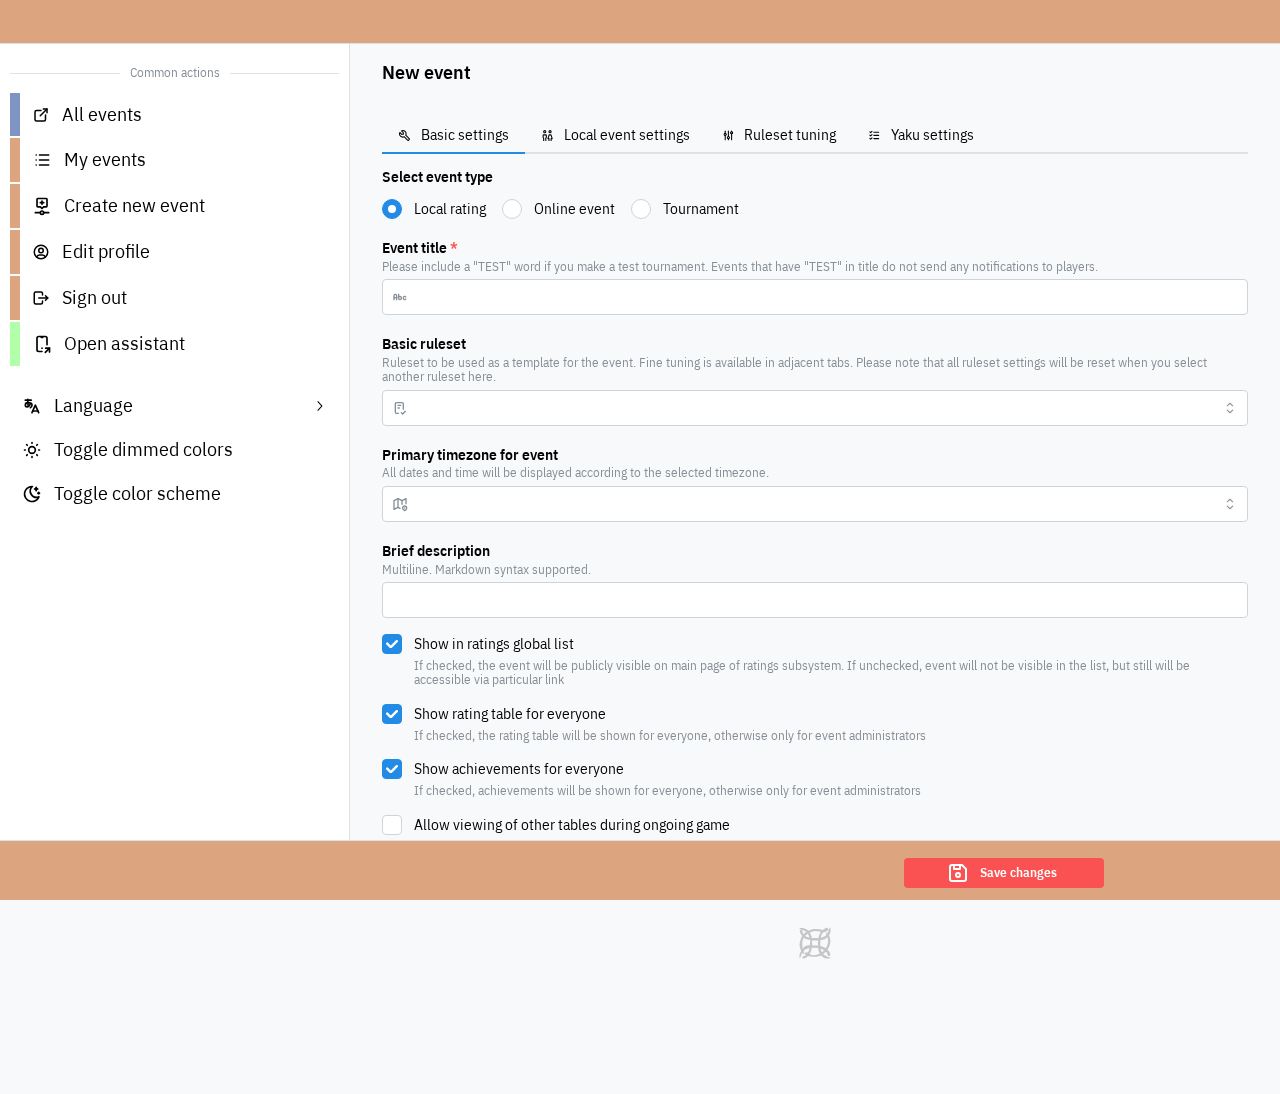 Common actions
All events
My events
Create new event
Edit profile
Sign out
Open assistant
Language
Toggle dimmed colors
Toggle color scheme
New event
Basic settings
Local event settings
Ruleset tuning
Yaku settings
Select event type
Local rating
Online event
Tournament
Event title *
Please include a "TEST" word if you make a test tournament. Events that have "TEST" in title do not send any notifications to players.
Abc
Basic ruleset
Ruleset to be used as a template for the event. Fine tuning is available in adjacent tabs. Please note that all ruleset settings will be reset when you select
another ruleset here.
Primary timezone for event
All dates and time will be displayed according to the selected timezone.
Brief description
Multiline. Markdown syntax supported.
Show in ratings global list
If checked, the event will be publicly visible on main page of ratings subsystem. If unchecked, event will not be visible in the list, but still will be
accessible via particular link
Show rating table for everyone
If checked, the rating table will be shown for everyone, otherwise only for event administrators
Show achievements for everyone
If checked, achievements will be shown for everyone, otherwise only for event administrators
Allow viewing of other tables during ongoing game
Save changes